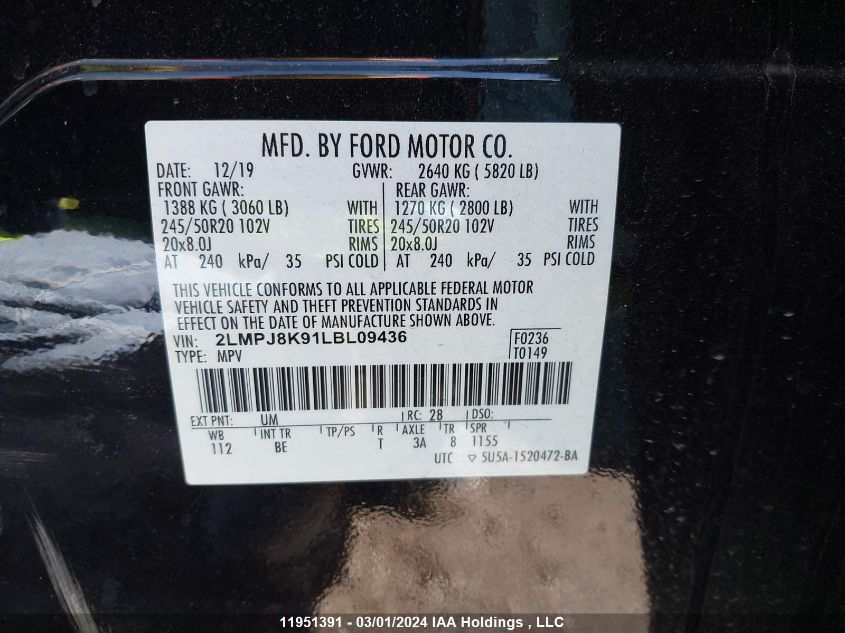 MFD. BY FORD MOTOR CO.
DATE: 12/19 GVWR: 2640 KG ( 5820 LB)
FRONT GAWR: REAR GAWR:
1388 KG ( 3060 LB) WITH 1270 KG ( 2800 LB) WITH
245/50R20 102V TIRES 245/50R20 102V TIRES
20x8.0J RIMS 20x8.0J RIMS
AT 240 kPa/ 35 PSI COLD AT 240 kPa/ 35 PSI COLD
THIS VEHICLE CONFORMS TO ALL APPLICABLE FEDERAL MOTOR
VEHICLE SAFETY AND THEFT PREVENTION STANDARDS IN
EFFECT ON THE DATE OF MANUFACTURE SHOWN ABOVE.
VIN: 2LMPJ8K91LBL09436 F0236
TYPE: MPV T0149
EXT PNT: UM RC: 28 DSO:
WB INT TR TP/PS R AXLE TR SPR
112 BE T 3A 8 1155
UTC ▽ 5U5A-1520472-BA
11951391 - 03/01/2024 IAA Holdings , LLC